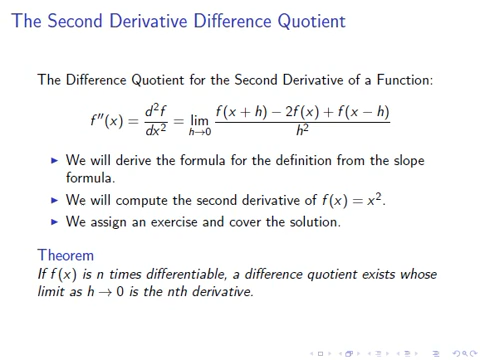 The Second Derivative Difference Quotient
The Difference Quotient for the Second Derivative of a Function:
f″(x) = d²f/dx² = lim h→0 (f(x + h) − 2f(x) + f(x − h))/h²
▶ We will derive the formula for the definition from the slope
formula.
▶ We will compute the second derivative of f(x) = x².
▶ We assign an exercise and cover the solution.
Theorem
If f(x) is n times differentiable, a difference quotient exists whose
limit as h → 0 is the nth derivative.